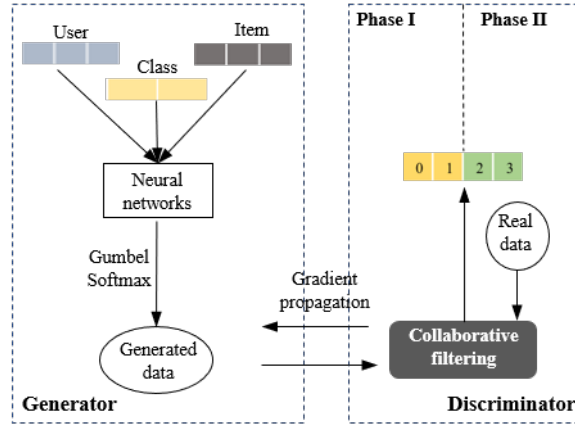 User
Item
Class
Neural
networks
Gumbel
Softmax
Generated
data
Generator
Gradient
propagation
Phase I
Phase II
0 1 2 3
Real
data
Collaborative
filtering
Discriminator